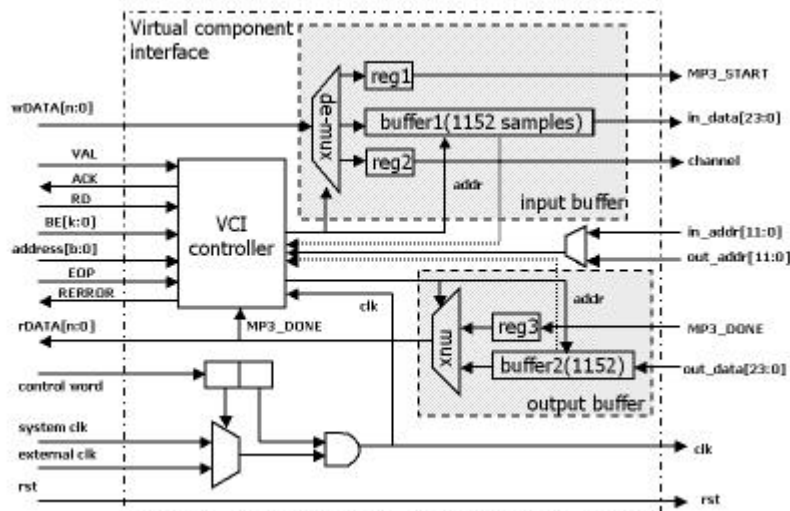 Virtual component
interface
reg1
MP3_START
wDATA[n:0]
de-mux
buffer1(1152 samples)
in_data[23:0]
VAL
reg2
channel
ACK
addr
RD
VCI
controller
input buffer
BE[k:0]
in_addr[11:0]
address[b:0]
out_addr[11:0]
EOP
RERROR
clk
addr
rDATA[n:0]
MP3_DONE
mux
reg3
MP3_DONE
buffer2(1152)
out_data[23:0]
control word
output buffer
system clk
external clk
clk
rst
rst